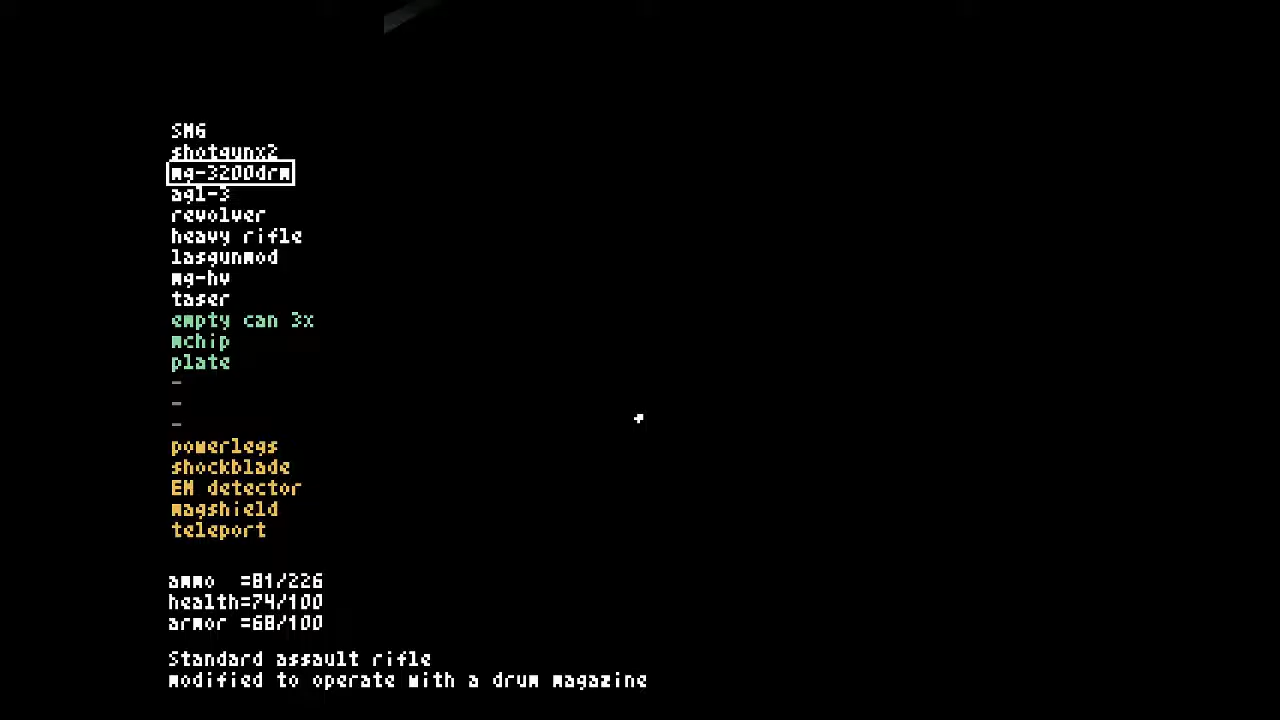 SMG
shotgunx2
mg-3200drm
agl-3
revolver
heavy rifle
lasgunmod
mg-hv
taser
empty can 3x
mchip
plate
-
-
-
powerlegs
shockblade
EM detector
magshield
teleport
ammo =81/226
health=74/100
armor =68/100
Standard assault rifle
modified to operate with a drum magazine